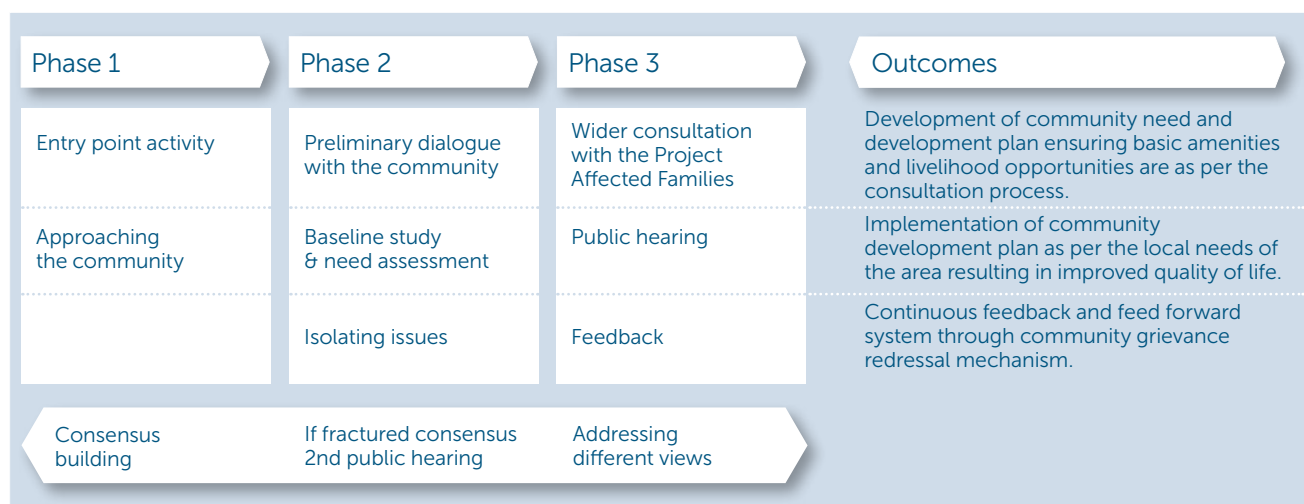 Phase 1
Phase 2
Phase 3
Outcomes
Entry point activity
Preliminary dialogue
with the community
Wider consultation
with the Project
Affected Families
Development of community need and
development plan ensuring basic amenities
and livelihood opportunities are as per the
consultation process.
Approaching
the community
Baseline study
& need assessment
Public hearing
Implementation of community
development plan as per the local needs of
the area resulting in improved quality of life.
Isolating issues
Feedback
Continuous feedback and feed forward
system through community grievance
redressal mechanism.
Consensus
building
If fractured consensus
2nd public hearing
Addressing
different views